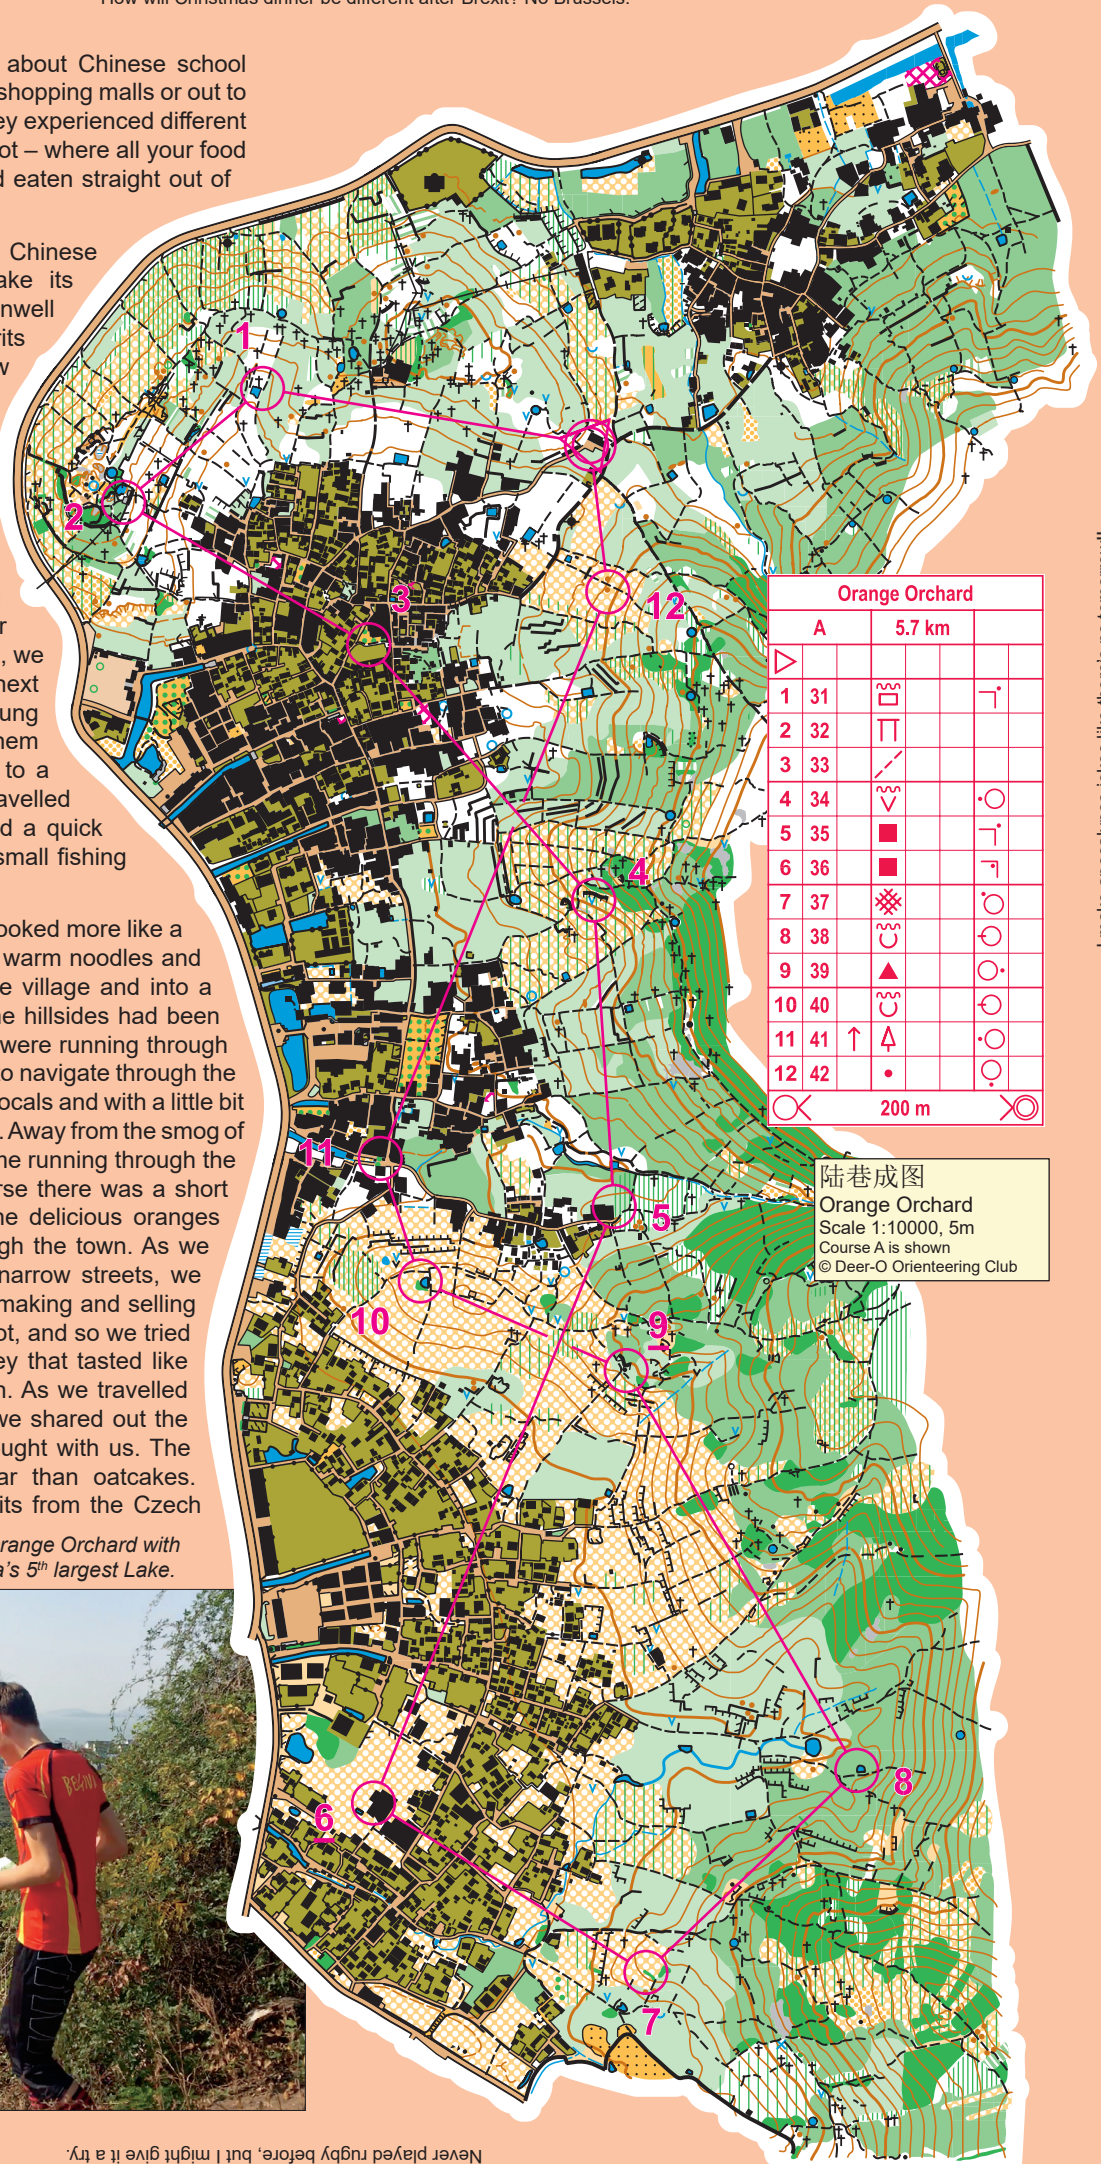 How will Christmas dinner be different after Brexit? No Brussels.
about Chinese school
shopping malls or out to
ey experienced different
ot – where all your food
d eaten straight out of
Chinese
ake its
nwell
rits
w
r
, we
next
ung
hem
to a
avelled
d a quick
small fishing
ooked more like a
warm noodles and
e village and into a
he hillsides had been
were running through
to navigate through the
ocals and with a little bit
. Away from the smog of
me running through the
rse there was a short
he delicious oranges
gh the town. As we
narrow streets, we
making and selling
ot, and so we tried
ey that tasted like
n. As we travelled
we shared out the
ought with us. The
ar than oatcakes.
its from the Czech
range Orchard with
a's 5th largest Lake.
1
2
3
12
4
11
5
10
9
8
6
7
Orange Orchard
A 5.7 km
1 31
2 32
3 33
4 34
5 35
6 36
7 37
8 38
9 39
10 40
11 41
12 42
200 m
陆巷成图
Orange Orchard
Scale 1:10000, 5m
Course A is shown
© Deer-O Orienteering Club
Never played rugby before, but I might give it a try.